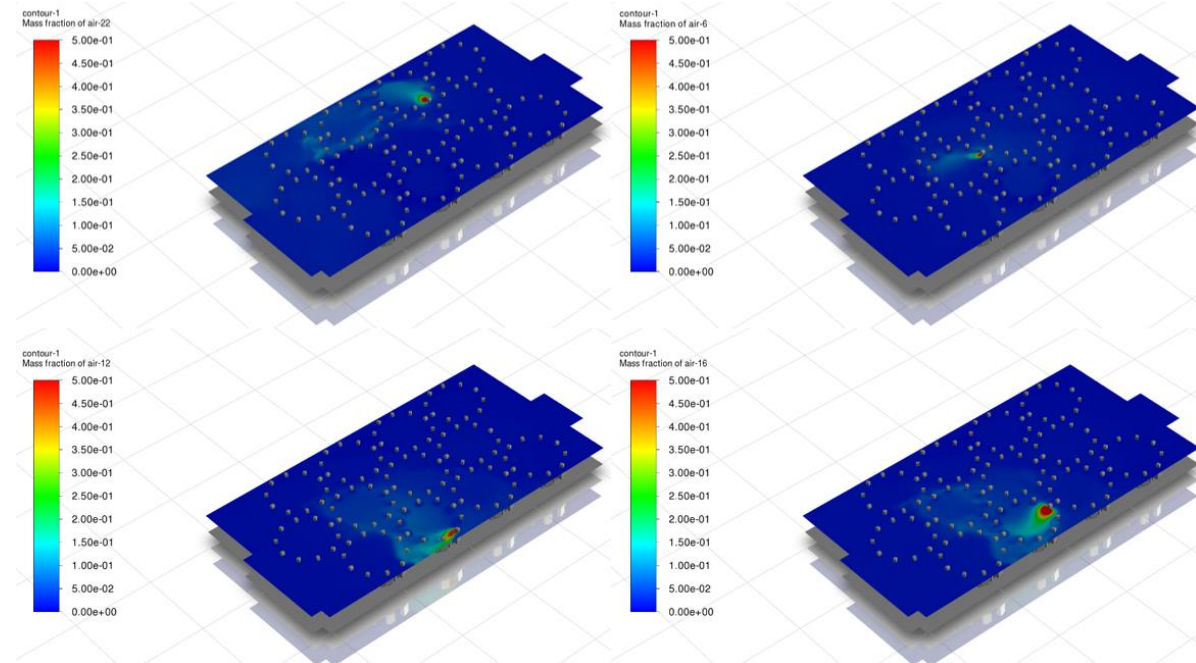 contour-1
Mass fraction of air-22
5.00e-01
4.50e-01
4.00e-01
3.50e-01
3.00e-01
2.50e-01
2.00e-01
1.50e-01
1.00e-01
5.00e-02
0.00e+00
contour-1
Mass fraction of air-6
5.00e-01
4.50e-01
4.00e-01
3.50e-01
3.00e-01
2.50e-01
2.00e-01
1.50e-01
1.00e-01
5.00e-02
0.00e+00
contour-1
Mass fraction of air-12
5.00e-01
4.50e-01
4.00e-01
3.50e-01
3.00e-01
2.50e-01
2.00e-01
1.50e-01
1.00e-01
5.00e-02
0.00e+00
contour-1
Mass fraction of air-16
5.00e-01
4.50e-01
4.00e-01
3.50e-01
3.00e-01
2.50e-01
2.00e-01
1.50e-01
1.00e-01
5.00e-02
0.00e+00